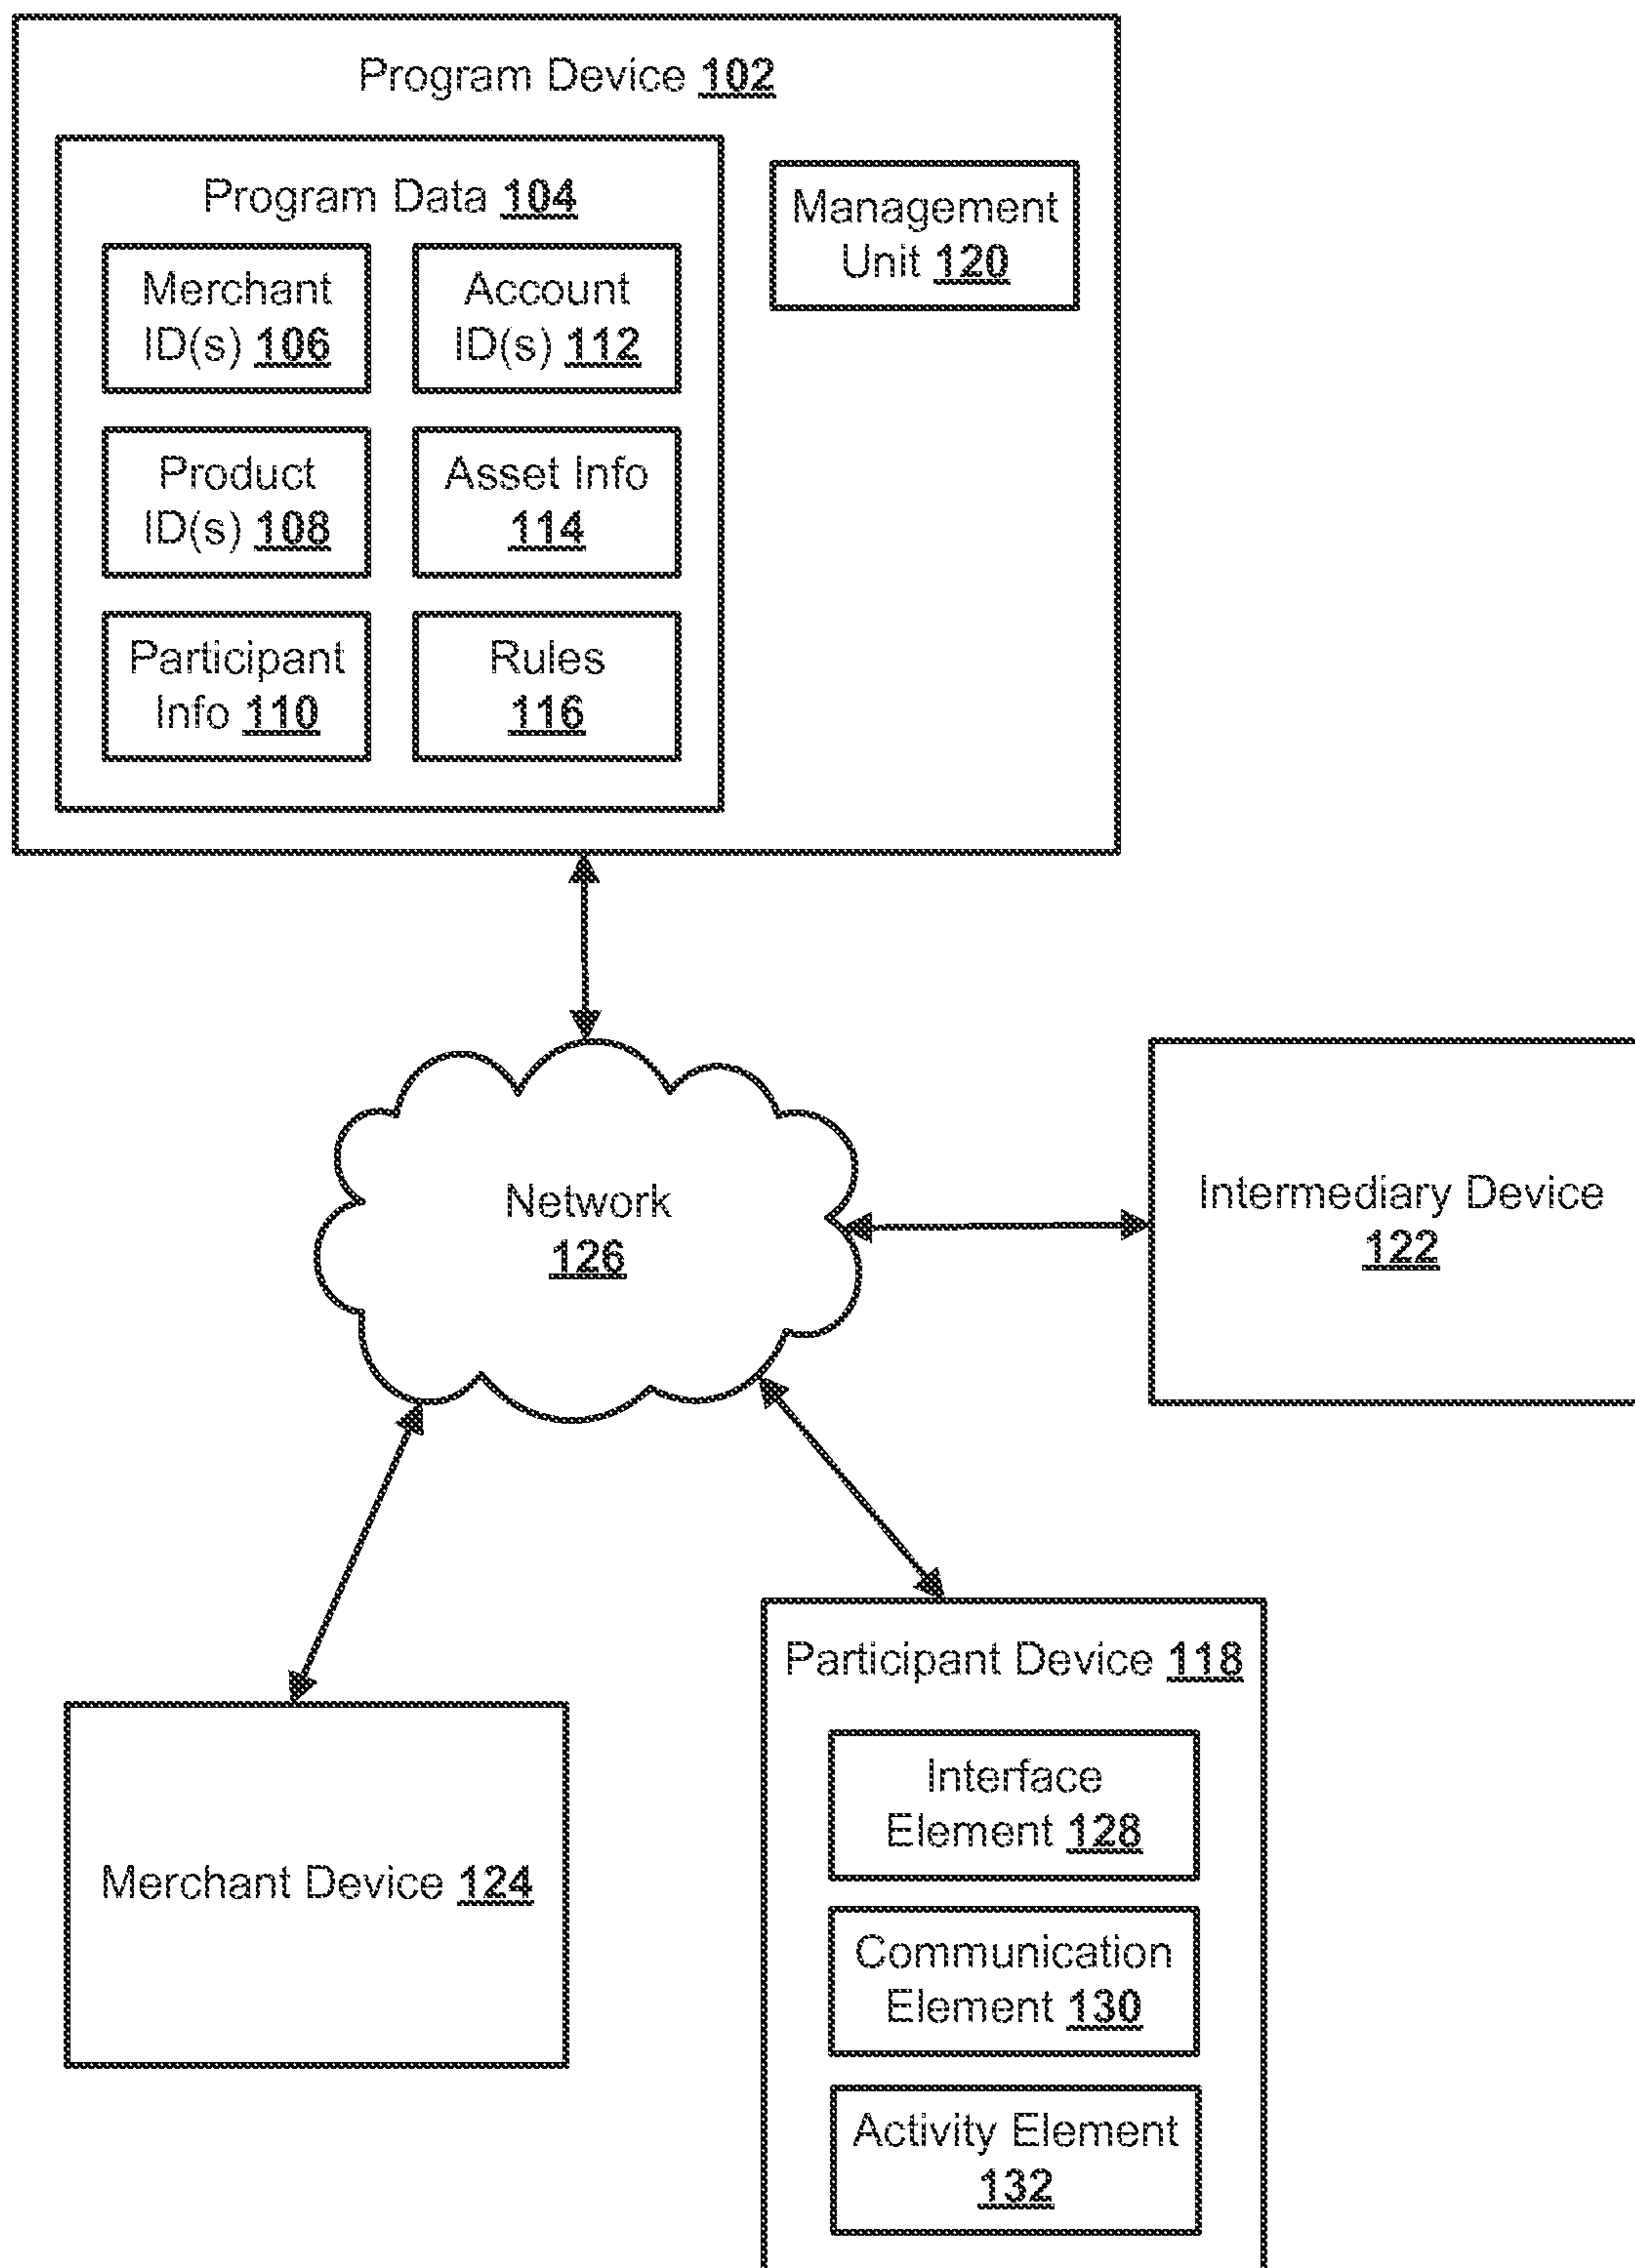 Program Device 102
Program Data 104
Merchant
ID(s) 106
Account
ID(s) 112
Product
ID(s) 108
Asset Info
114
Participant
Info 110
Rules
116
Management
Unit 120
Network
126
Intermediary Device
122
Merchant Device 124
Participant Device 118
Interface
Element 128
Communication
Element 130
Activity Element
132